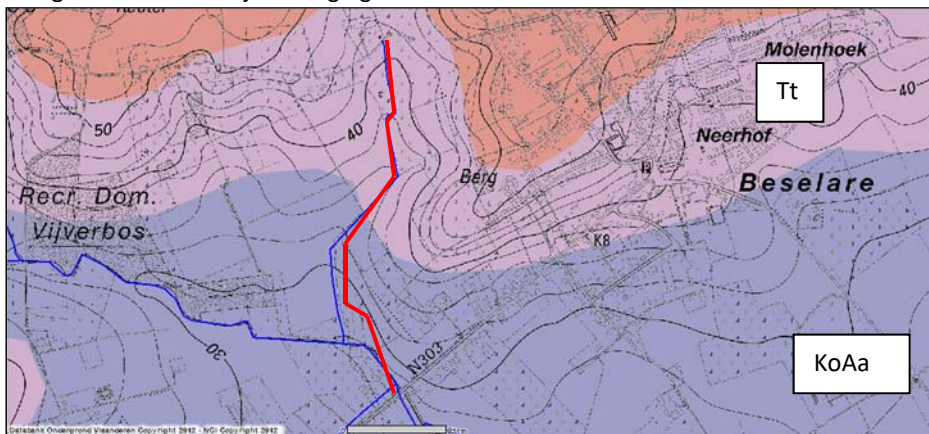 Reuter
Molenhoek
Tt
40
50
40
Neerhof
Berg
Beselare
Recr. Dom.
Vijverbos
K8
30
N303
KoAa
Databank Ondergrond Vlaanderen Copyright 2012 - NGI Copyright 2012